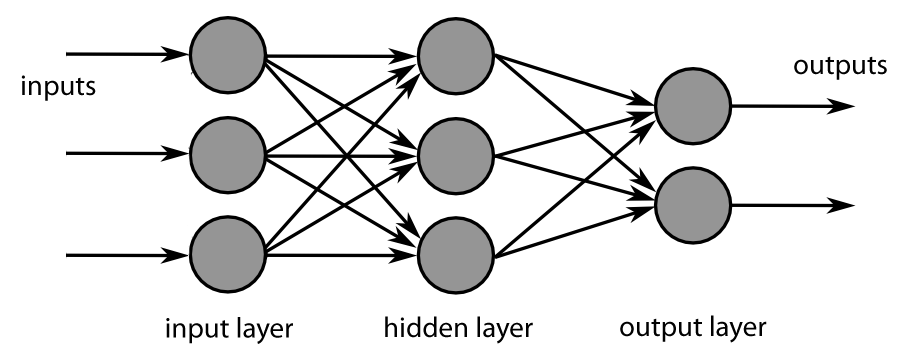 inputs
outputs
input layer
hidden layer
output layer